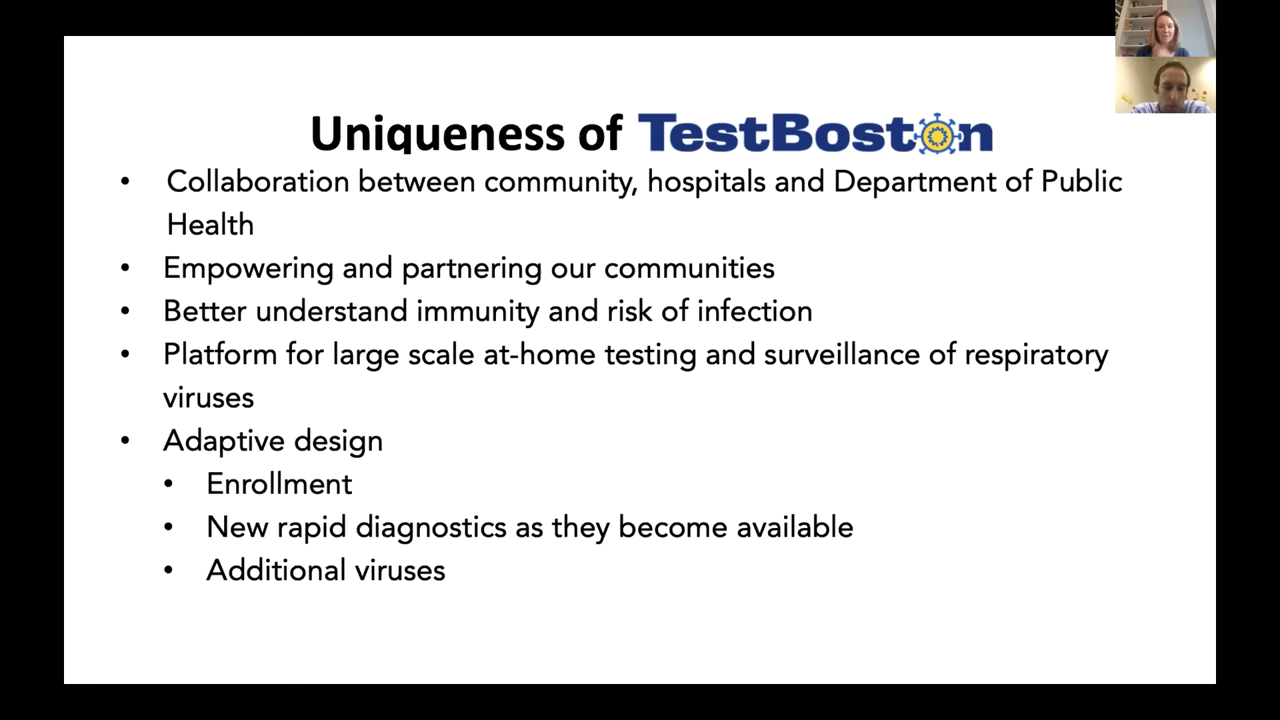 Uniqueness of TestBoston
• Collaboration between community, hospitals and Department of Public
Health
• Empowering and partnering our communities
• Better understand immunity and risk of infection
• Platform for large scale at-home testing and surveillance of respiratory
viruses
• Adaptive design
• Enrollment
• New rapid diagnostics as they become available
• Additional viruses